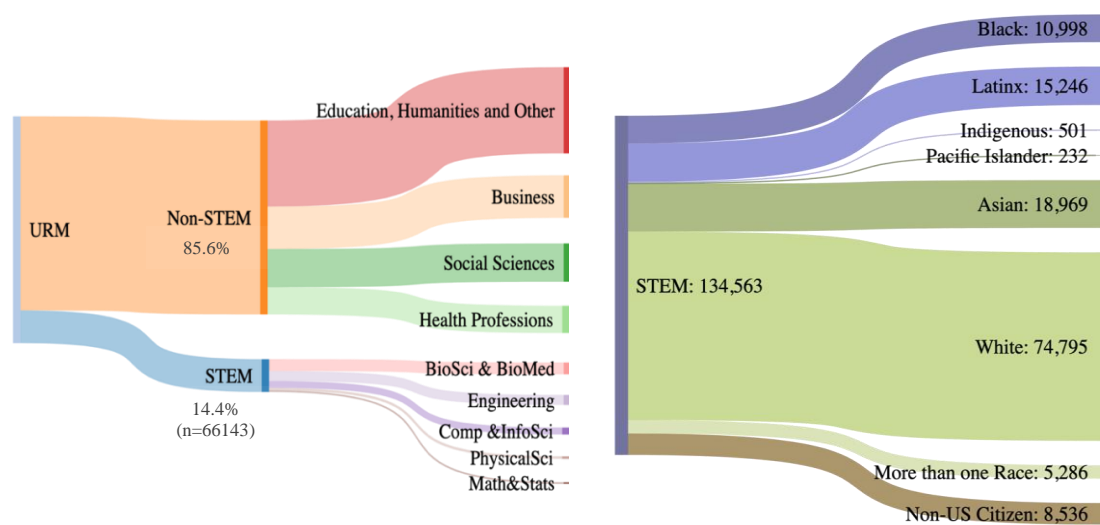 URM
Non-STEM
85.6%
STEM
14.4%
(n=66143)
Education, Humanities and Other
Business
Social Sciences
Health Professions
BioSci & BioMed
Engineering
Comp &InfoSci
PhysicalSci
Math&Stats
STEM: 134,563
Black: 10,998
Latinx: 15,246
Indigenous: 501
Pacific Islander: 232
Asian: 18,969
White: 74,795
More than one Race: 5,286
Non-US Citizen: 8,536